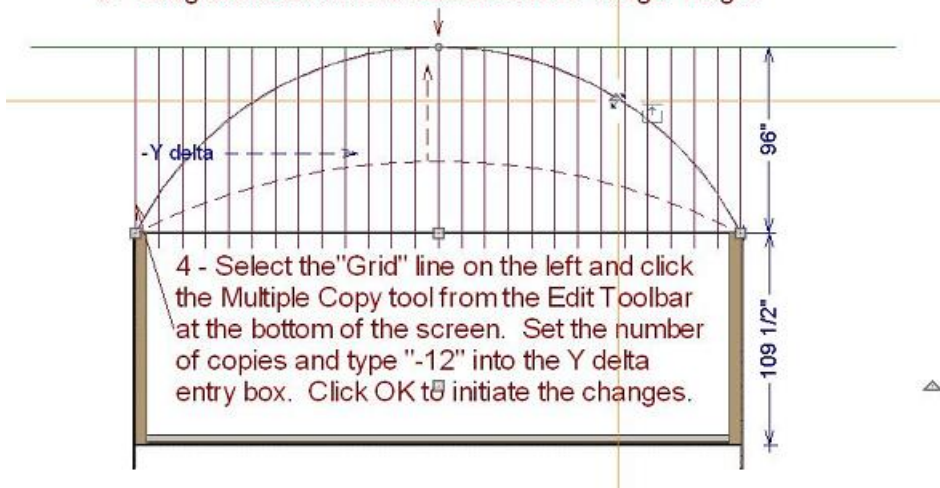 -Y delta
96"
4 - Select the"Grid" line on the left and click
the Multiple Copy tool from the Edit Toolbar
at the bottom of the screen.  Set the number
of copies and type "-12" into the Y delta
entry box.  Click OK to initiate the changes.
109 1/2"